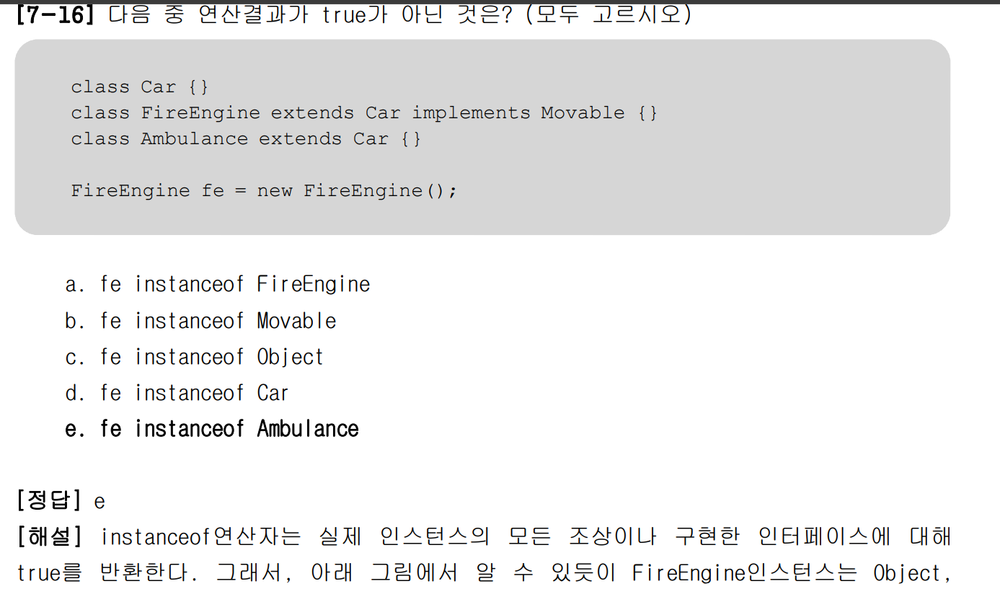 [7-16] 다음 중 연산결과가 true가 아닌 것은? (모두 고르시오)
class Car {}
class FireEngine extends Car implements Movable {}
class Ambulance extends Car {}
FireEngine fe = new FireEngine();
a. fe instanceof FireEngine
b. fe instanceof Movable
c. fe instanceof Object
d. fe instanceof Car
e. fe instanceof Ambulance
[정답] e
[해설] instanceof연산자는 실제 인스턴스의 모든 조상이나 구현한 인터페이스에 대해
true를 반환한다. 그래서, 아래 그림에서 알 수 있듯이 FireEngine인스턴스는 Object,